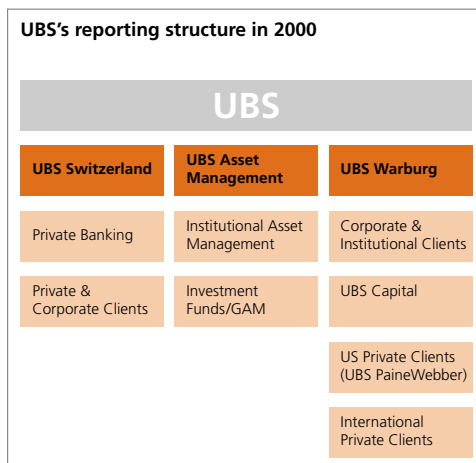 UBS's reporting structure in 2000
UBS
UBS Switzerland
UBS Asset
Management
UBS Warburg
Private Banking
Institutional Asset
Management
Corporate &
Institutional Clients
Private &
Corporate Clients
Investment
Funds/GAM
UBS Capital
US Private Clients
(UBS PaineWebber)
International
Private Clients